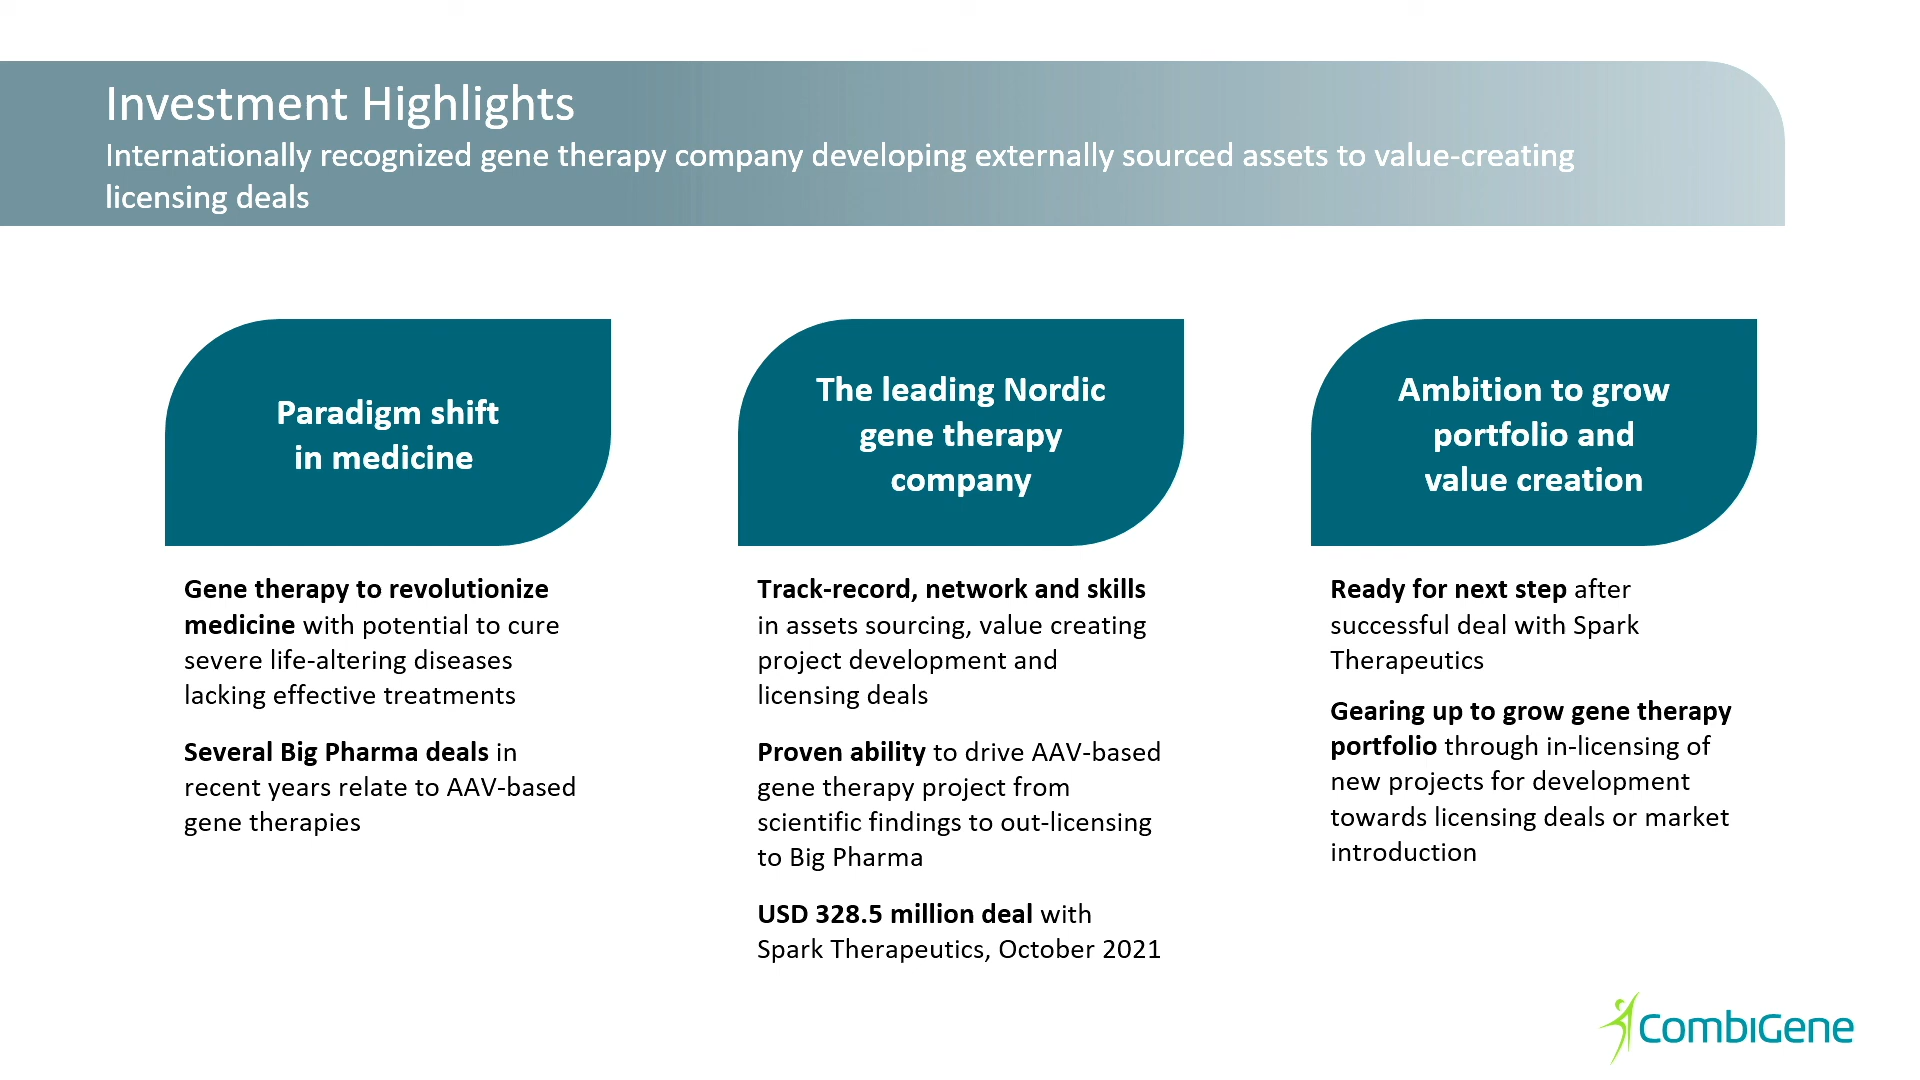 Investment Highlights
Internationally recognized gene therapy company developing externally sourced assets to value-creating
licensing deals
Paradigm shift
in medicine
Gene therapy to revolutionize
medicine with potential to cure
severe life-altering diseases
lacking effective treatments
Several Big Pharma deals in
recent years relate to AAV-based
gene therapies
The leading Nordic
gene therapy
company
Track-record, network and skills
in assets sourcing, value creating
project development and
licensing deals
Proven ability to drive AAV-based
gene therapy project from
scientific findings to out-licensing
to Big Pharma
USD 328.5 million deal with
Spark Therapeutics, October 2021
Ambition to grow
portfolio and
value creation
Ready for next step after
successful deal with Spark
Therapeutics
Gearing up to grow gene therapy
portfolio through in-licensing of
new projects for development
towards licensing deals or market
introduction
CombiGene